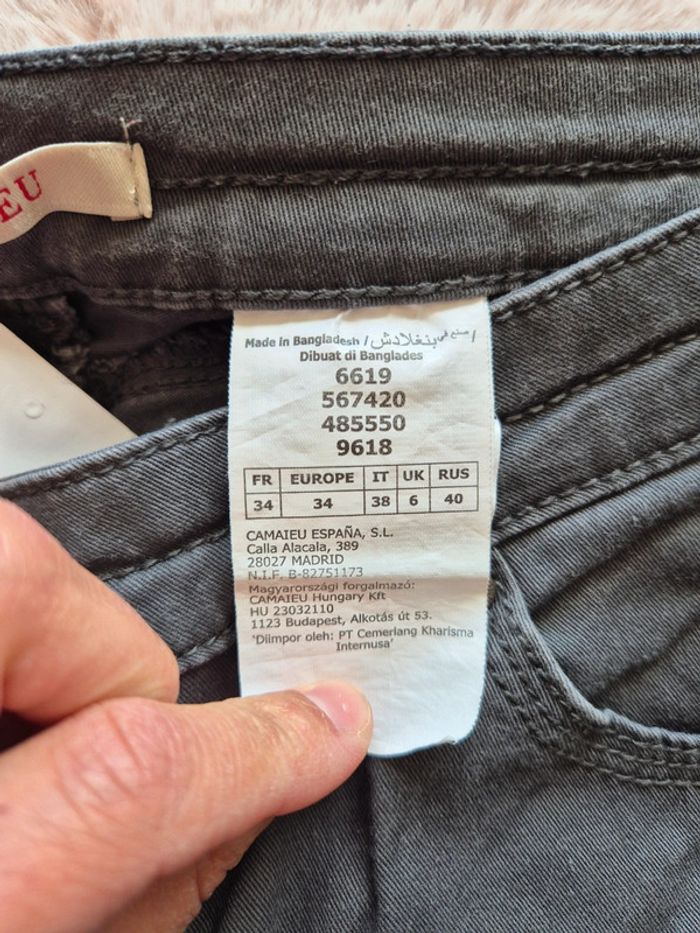 EU
Made in Bangladesh / صنع في بنغلادش /
Dibuat di Banglades
6619
567420
485550
9618
FR EUROPE IT UK RUS
34 34 38 6 40
CAMAIEU ESPAÑA, S.L.
Calla Alacala, 389
28027 MADRID
N.I.F. B-82751173
Magyarországi forgalmazó:
CAMAIEU Hungary Kft
HU 23032110
1123 Budapest, Alkotás út 53.
'Diimpor oleh: PT Cemerlang Kharisma
Internusa'